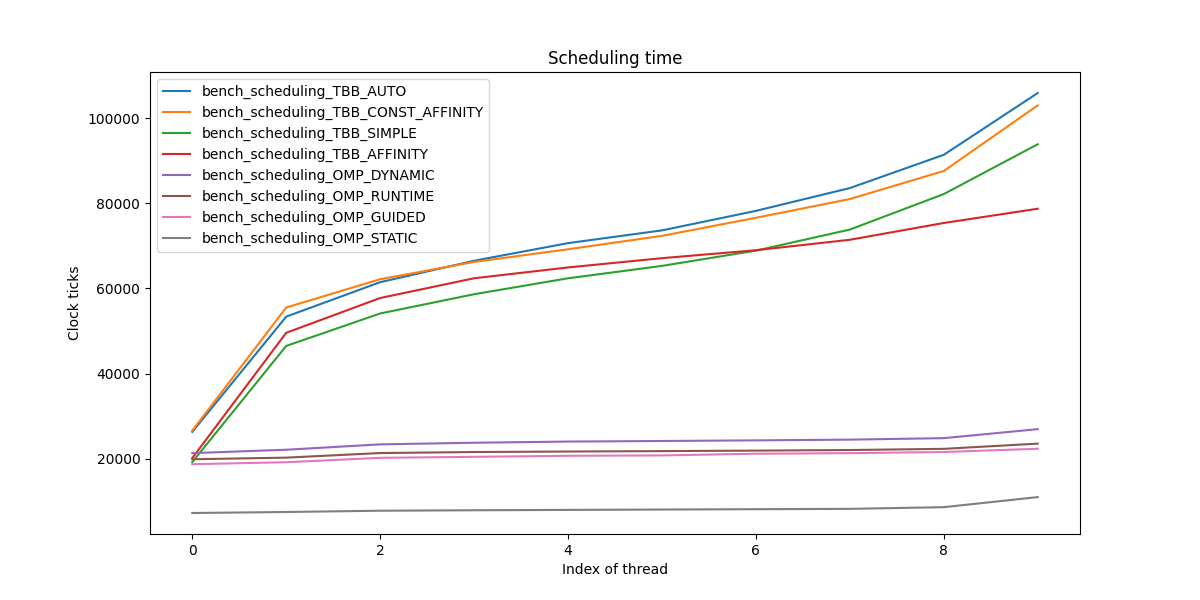 Scheduling time
bench_scheduling_TBB_AUTO
bench_scheduling_TBB_CONST_AFFINITY
bench_scheduling_TBB_SIMPLE
bench_scheduling_TBB_AFFINITY
bench_scheduling_OMP_DYNAMIC
bench_scheduling_OMP_RUNTIME
bench_scheduling_OMP_GUIDED
bench_scheduling_OMP_STATIC
100000
80000
60000
40000
20000
Clock ticks
0 2 4 6 8
Index of thread